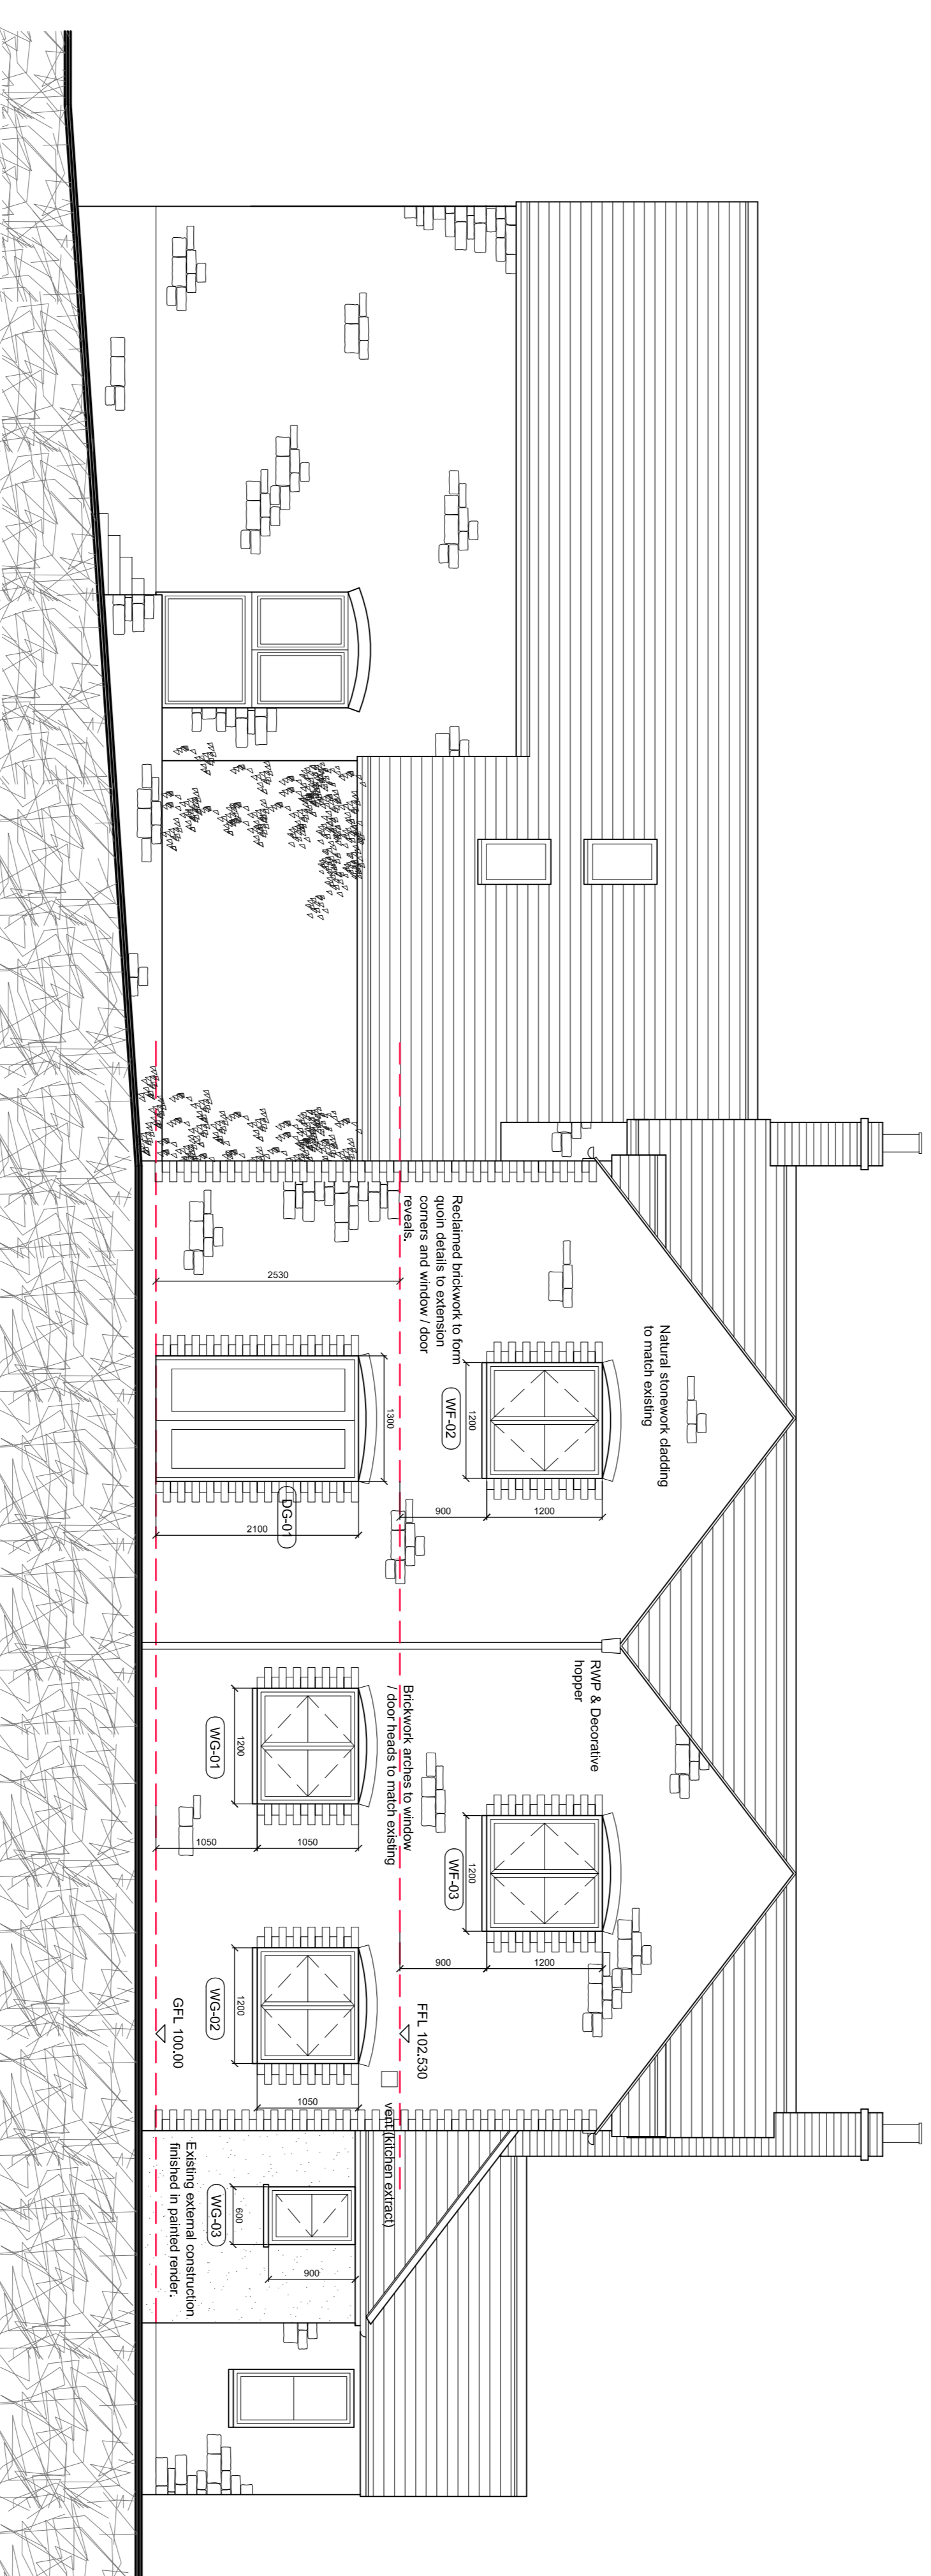 Natural stonework cladding
to match existing
Reclaimed brickwork to form
quoin details to extension
corners and window / door
reveals.
2530
1200
WF-02
900
1200
1300
DG-01
2100
RWP & Decorative
hopper
Brickwork arches to window
/ door heads to match existing
1200
WG-01
1050
1050
1200
WF-03
900
1200
1200
WG-02
1050
FFL 102.530
GFL 100.00
vent (kitchen extract)
600
WG-03
900
Existing external construction
finished in painted render.